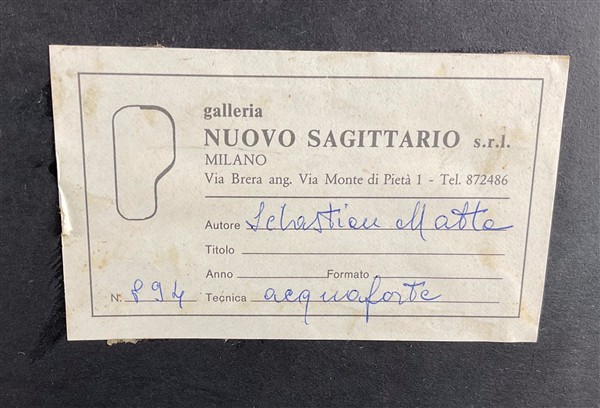 galleria
NUOVO SAGITTARIO s.r.l.
MILANO
Via Brera ang. Via Monte di Pietà 1 - Tel. 872486
Autore Sebastian Matta
Titolo
Anno Formato
N. 894 Tecnica acquaforte